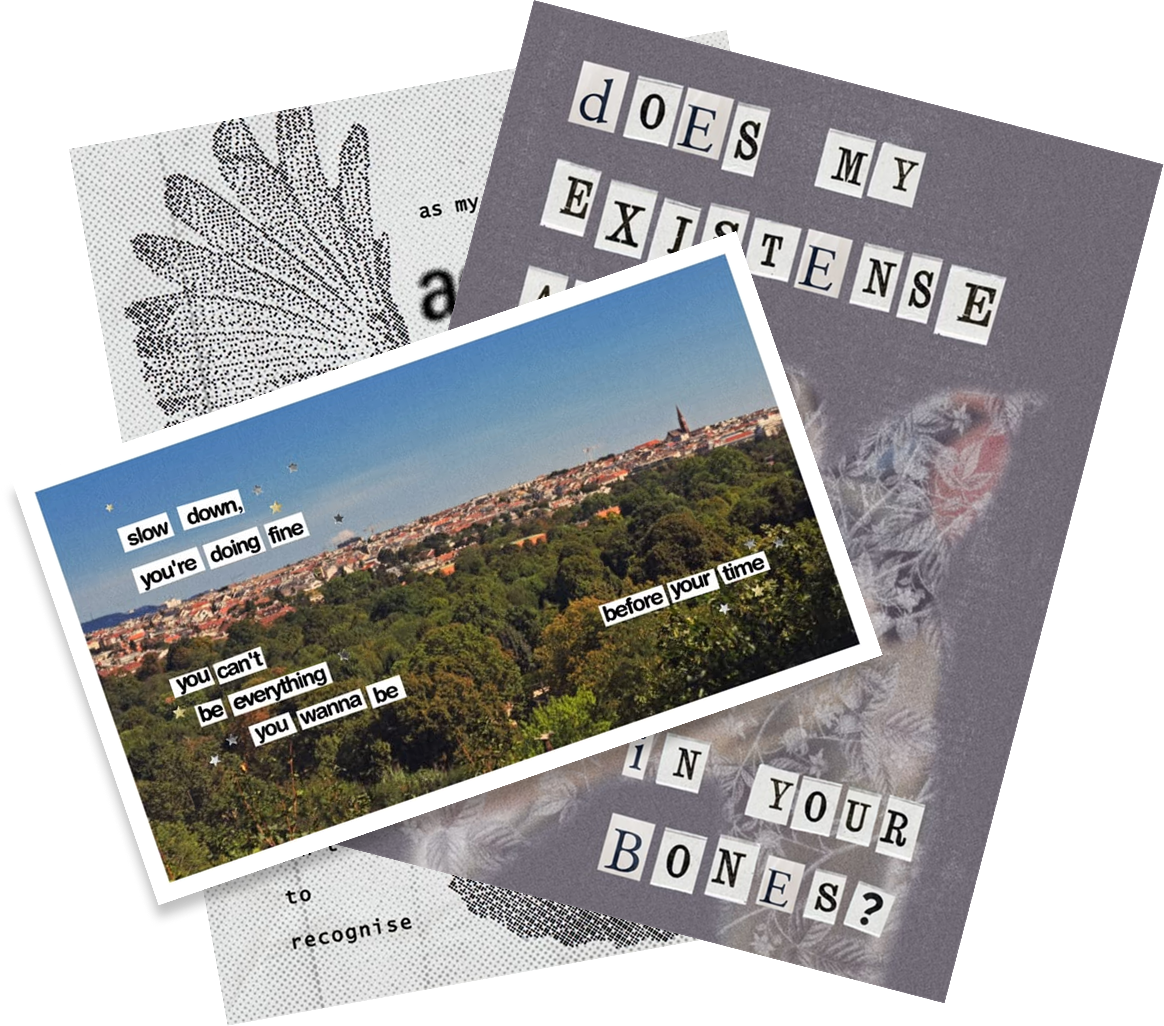 as my
dOES MY
EXISTENSE
slow down,
you're doing fine
before your time
you can't
be everything
you wanna be
iN YOUR
BONES?
to
recognise